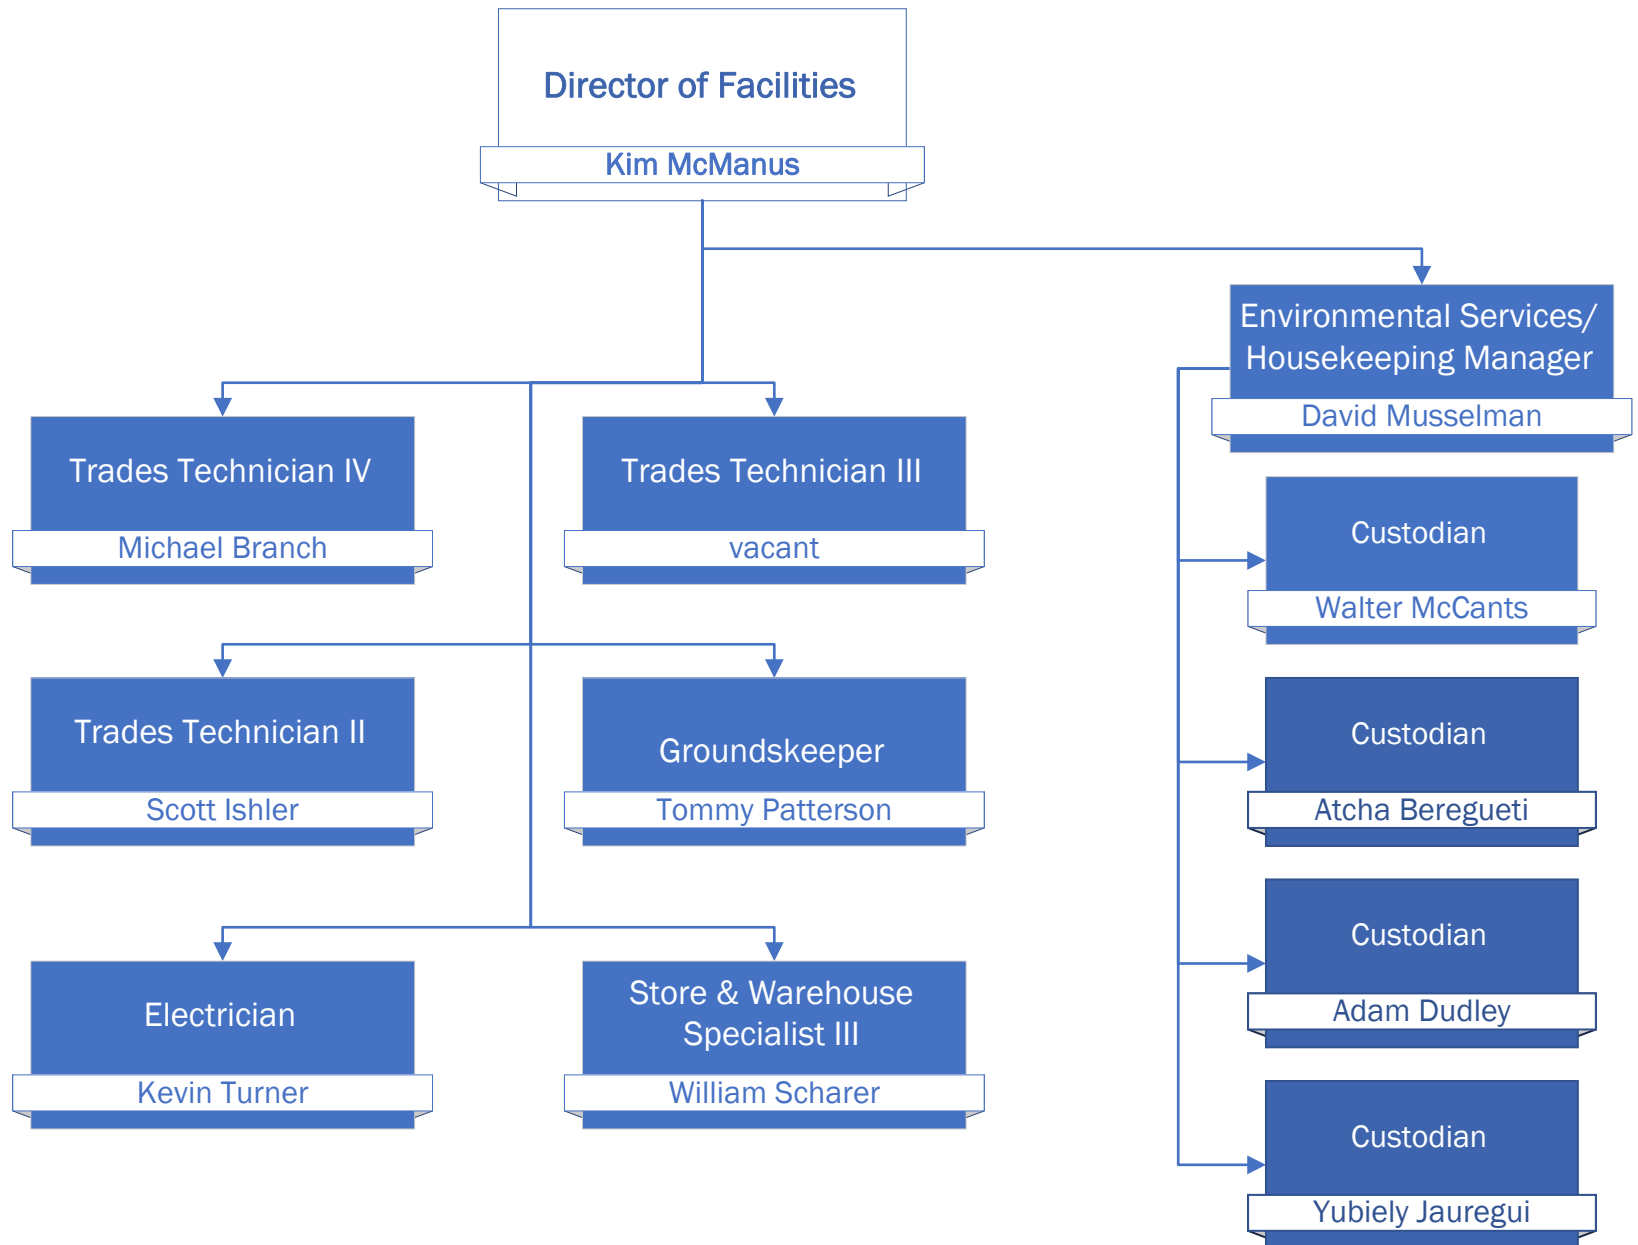 Director of Facilities
Kim McManus
Environmental Services/
Housekeeping Manager
David Musselman
Trades Technician IV
Michael Branch
Trades Technician III
vacant
Custodian
Walter McCants
Trades Technician II
Scott Ishler
Groundskeeper
Tommy Patterson
Custodian
Atcha Beregueti
Custodian
Adam Dudley
Electrician
Kevin Turner
Store & Warehouse
Specialist III
William Scharer
Custodian
Yubiely Jauregui